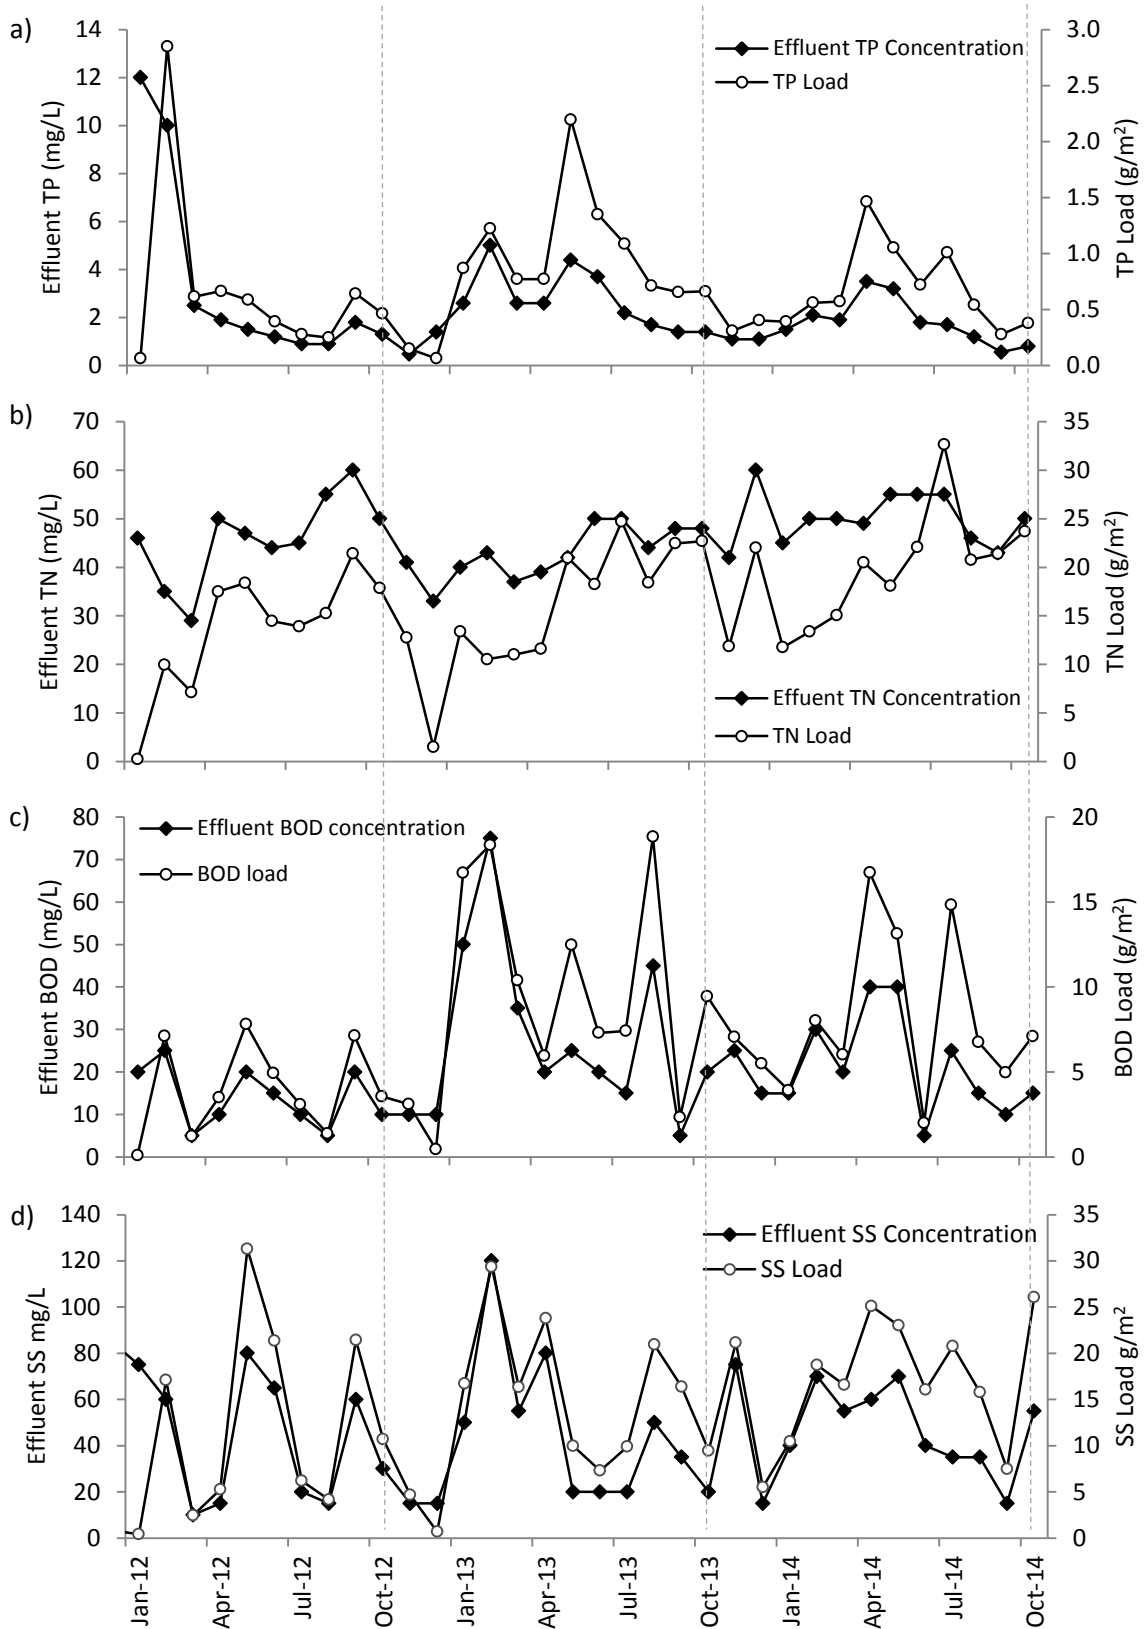 a)
Effluent TP (mg/L)
14
12
10
8
6
4
2
0
Effluent TP Concentration
TP Load
3.0
2.5
2.0
1.5
1.0
0.5
0.0
TP Load (g/m²)
b)
Effluent TN (mg/L)
70
60
50
40
30
20
10
0
Effuent TN Concentration
TN Load
35
30
25
20
15
10
5
0
TN Load (g/m²)
c)
Effluent BOD (mg/L)
80
70
60
50
40
30
20
10
0
Effluent BOD concentration
BOD load
20
15
10
5
0
BOD Load (g/m²)
d)
Effluent SS mg/L
140
120
100
80
60
40
20
0
Effluent SS Concentration
SS Load
35
30
25
20
15
10
5
0
SS Load g/m²
Jan-12
Apr-12
Jul-12
Oct-12
Jan-13
Apr-13
Jul-13
Oct-13
Jan-14
Apr-14
Jul-14
Oct-14